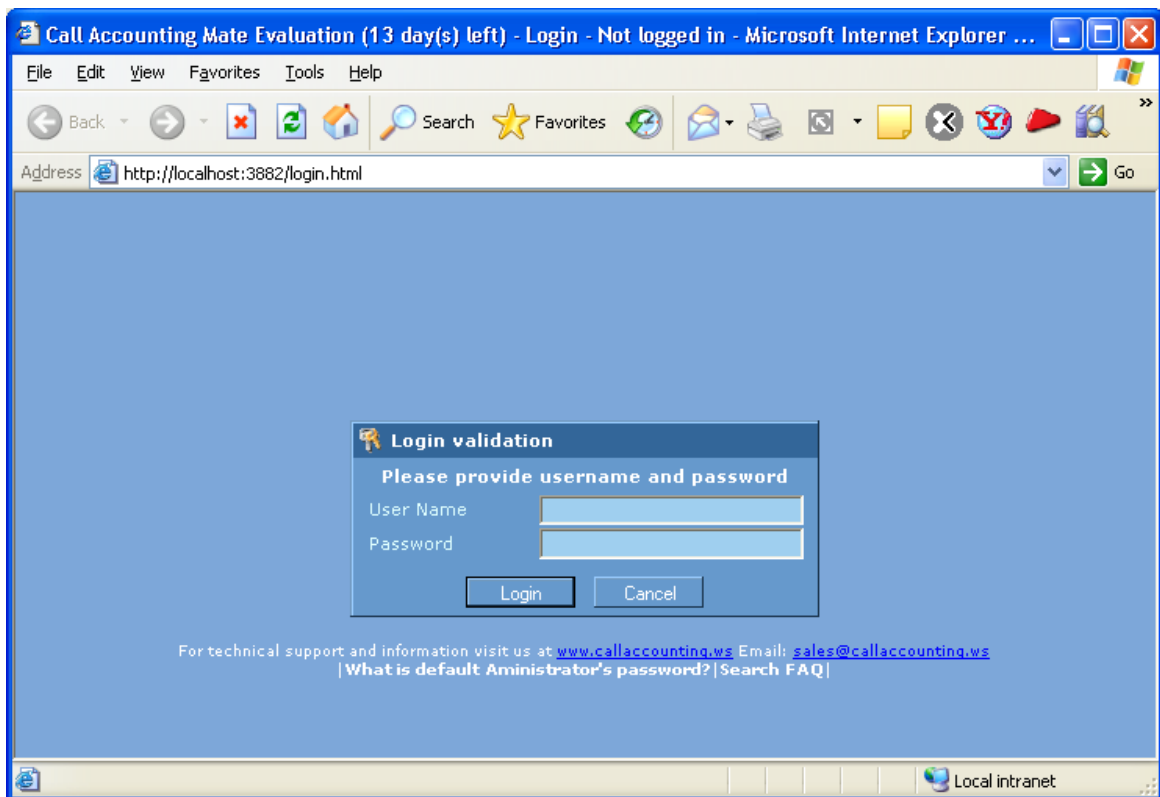 Call Accounting Mate Evaluation (13 day(s) left) - Login - Not logged in - Microsoft Internet Explorer ...
File Edit View Favorites Tools Help
Back Search Favorites
Address http://localhost:3882/login.html Go
Login validation
Please provide username and password
User Name
Password
Login Cancel
For technical support and information visit us at www.callaccounting.ws Email: sales@callaccounting.ws
|What is default Aministrator's password?|Search FAQ|
Local intranet